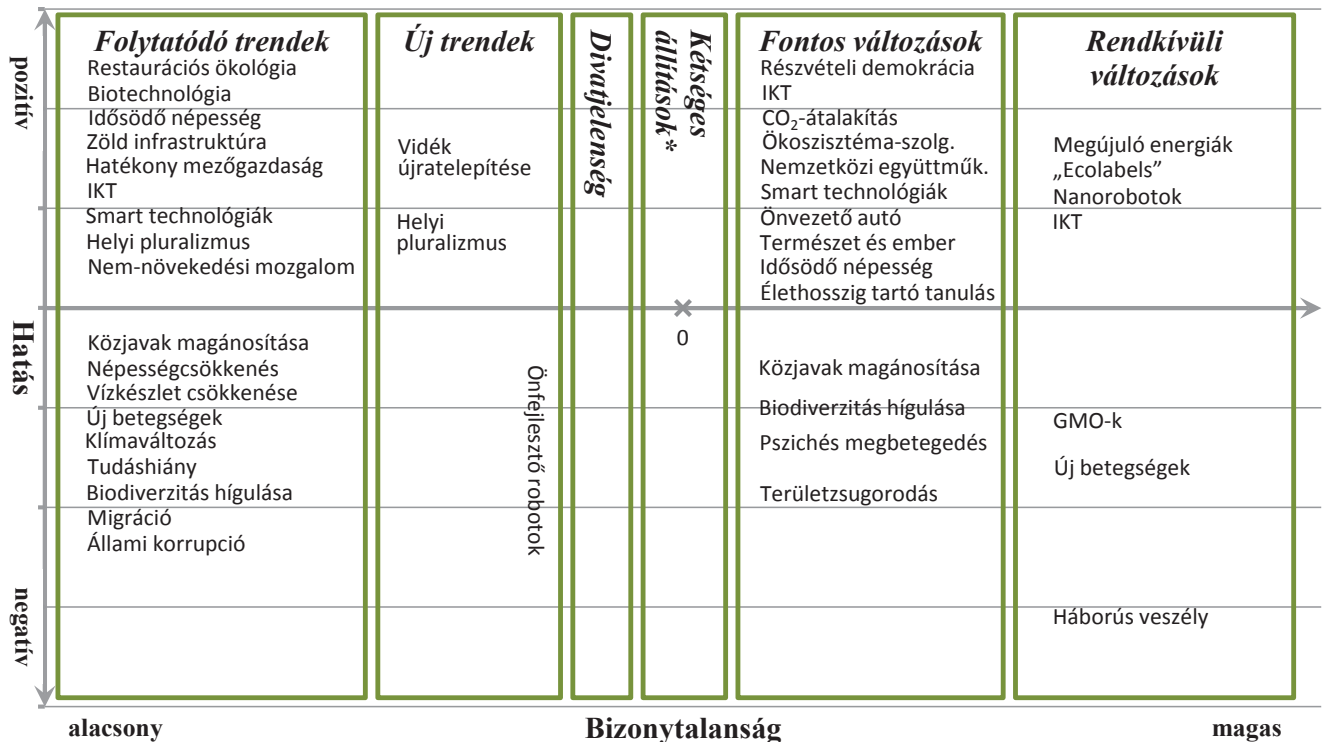 pozitív
Hatás
negatív
Folytatódó trendek
Restaurációs ökológia
Biotechnológia
Idősödő népesség
Zöld infrastruktúra
Hatékony mezőgazdaság
IKT
Smart technológiák
Helyi pluralizmus
Nem-növekedési mozgalom
Közjavak magánosítása
Népességcsökkenés
Vízkészlet csökkenése
Új betegségek
Klímaváltozás
Tudáshiány
Biodiverzitás hígulása
Migráció
Állami korrupció
Új trendek
Vidék
újratelepítése
Helyi
pluralizmus
Önfejlesztő robotok
Divatjelenség
Kétséges
állítások*
0
Fontos változások
Részvételi demokrácia
IKT
CO₂-átalakítás
Ökoszisztéma-szolg.
Nemzetközi együttműk.
Smart technológiák
Önvezető autó
Természet és ember
Idősödő népesség
Élethosszig tartó tanulás
Közjavak magánosítása
Biodiverzitás hígulása
Pszichés megbetegedés
Területzsugorodás
Rendkívüli
változások
Megújuló energiák
„Ecolabels”
Nanorobotok
IKT
GMO-k
Új betegségek
Háborús veszély
alacsony
Bizonytalanság
magas